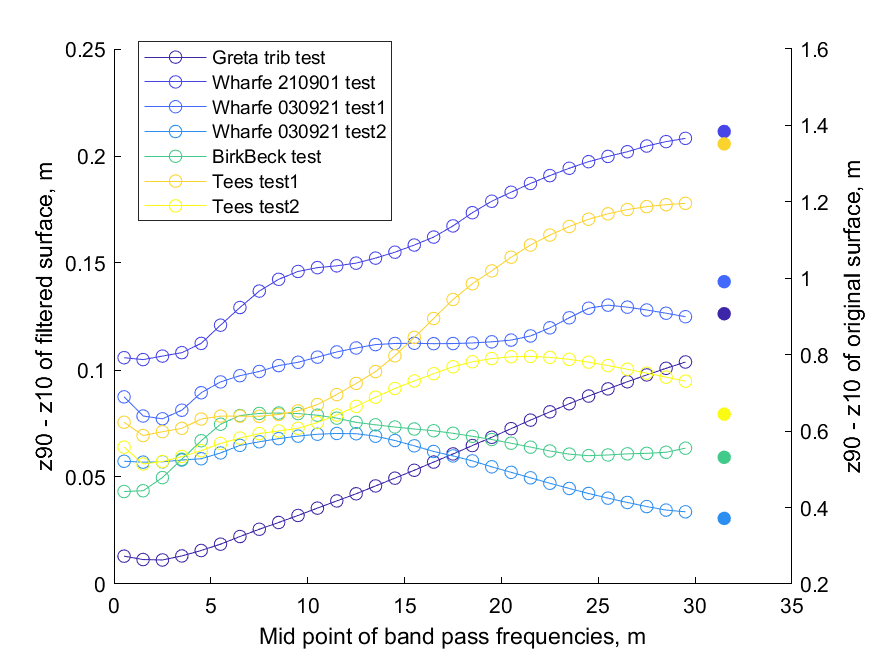 0.25
0.2
0.15
0.1
0.05
0
z90 - z10 of filtered surface, m
Greta trib test
Wharfe 210901 test
Wharfe 030921 test1
Wharfe 030921 test2
BirkBeck test
Tees test1
Tees test2
1.6
1.4
1.2
1
0.8
0.6
0.4
0.2
z90 - z10 of original surface, m
0 5 10 15 20 25 30 35
Mid point of band pass frequencies, m